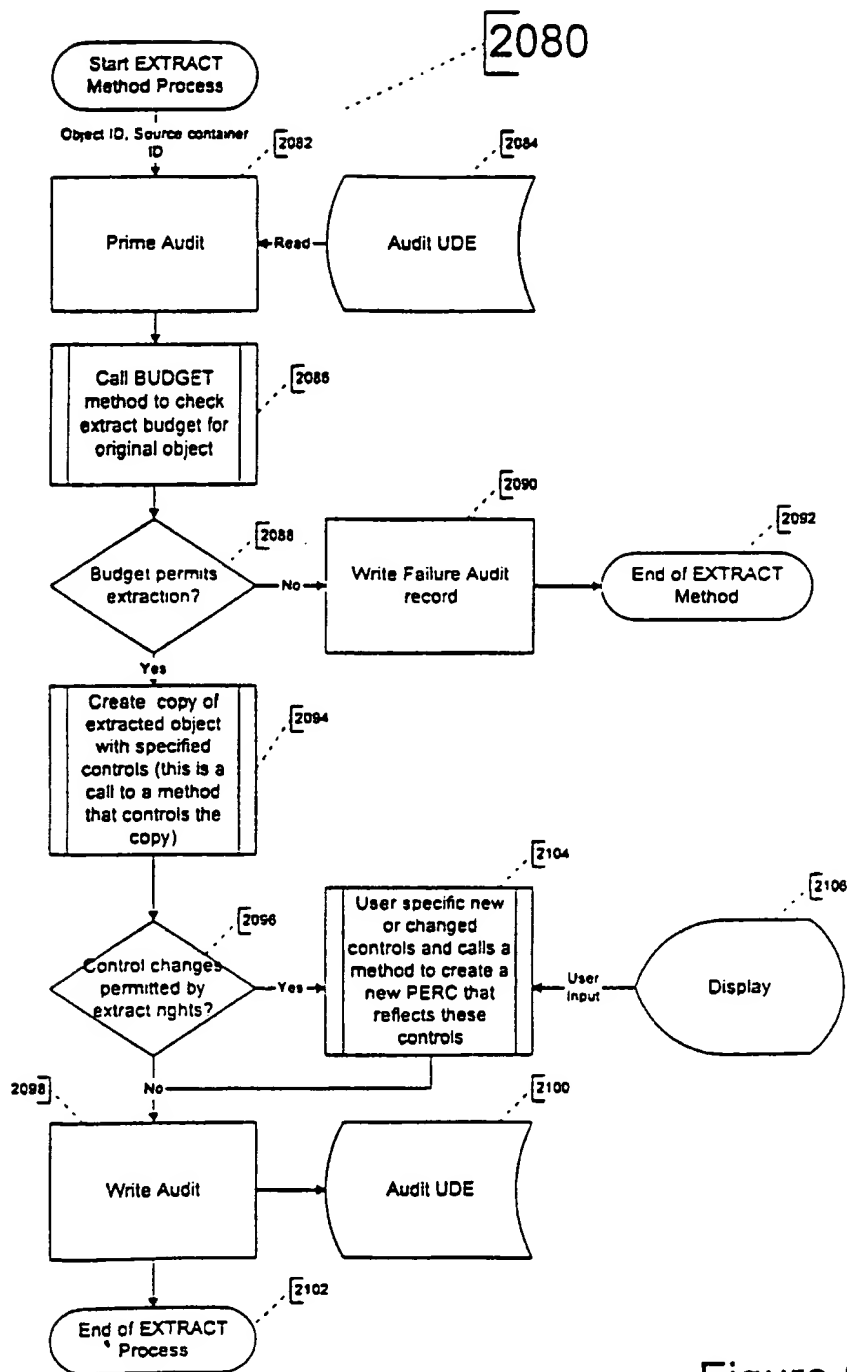 2080
Start EXTRACT
Method Process
Object ID, Source container
ID
2082
2084
Prime Audit
Read
Audit UDE
Call BUDGET
method to check
extract budget for
original object
2086
2088
Budget permits
extraction?
No
2090
Write Failure Audit
record
2092
End of EXTRACT
Method
Yes
Create copy of
extracted object
with specified
controls (this is a
call to a method
that controls the
copy)
2094
2096
Control changes
permitted by
extract rights?
Yes
2104
User specific new
or changed
controls and calls a
method to create a
new PERC that
reflects these
controls
User
Input
2106
Display
No
2098
Write Audit
2100
Audit UDE
2102
End of EXTRACT
Process